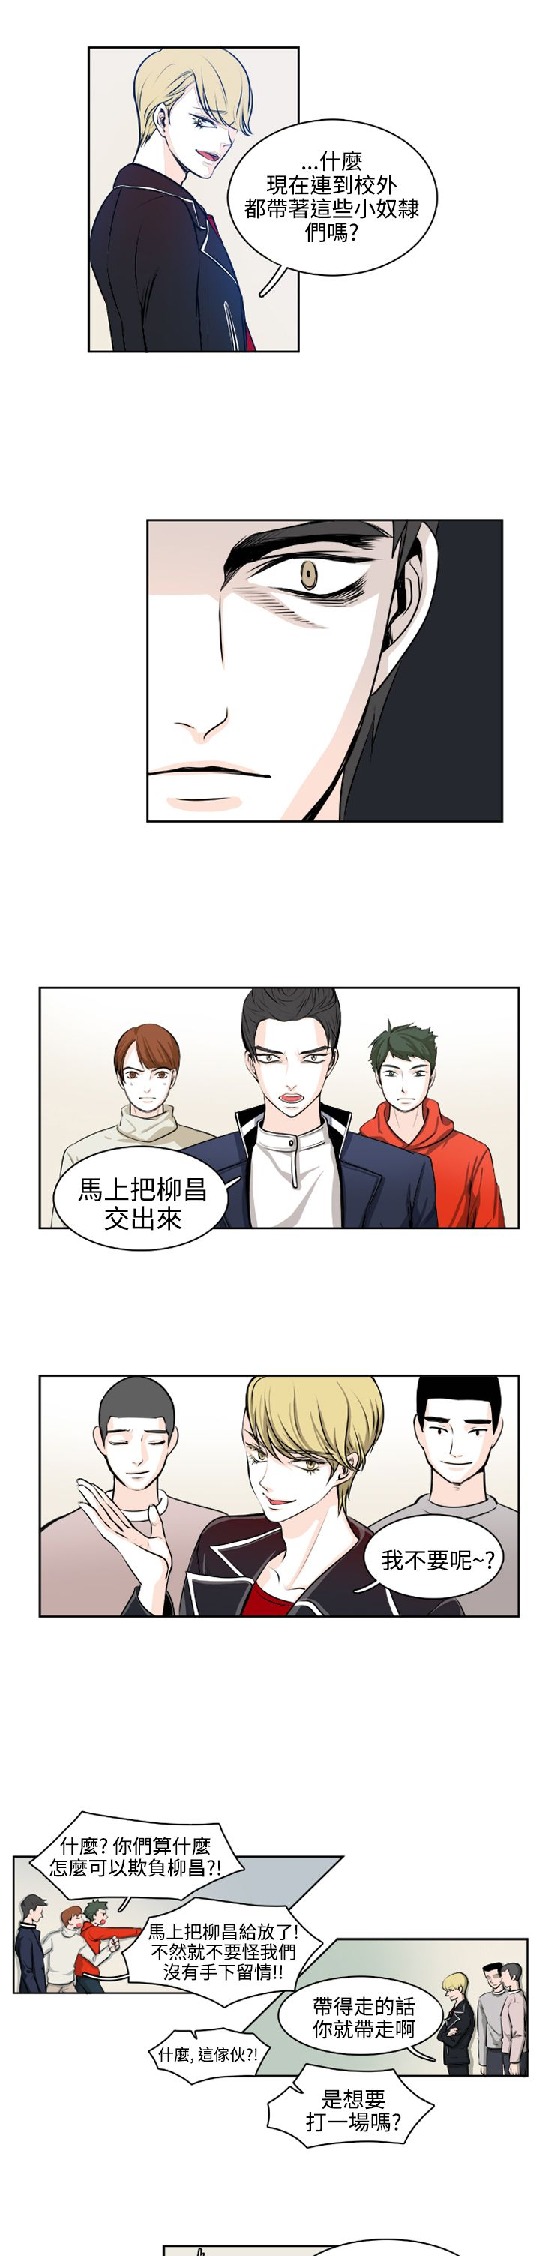 ...什麼
現在連到校外
都帶著這些小奴隸
們嗎?
馬上把柳昌
交出來
我不要呢~?
什麼? 你們算什麼
怎麼可以欺負柳昌?!
馬上把柳昌給放了!
不然就不要怪我們
沒有手下留情!!
帶得走的話
你就帶走啊
什麼, 這傢伙?!
是想要
打一場嗎?